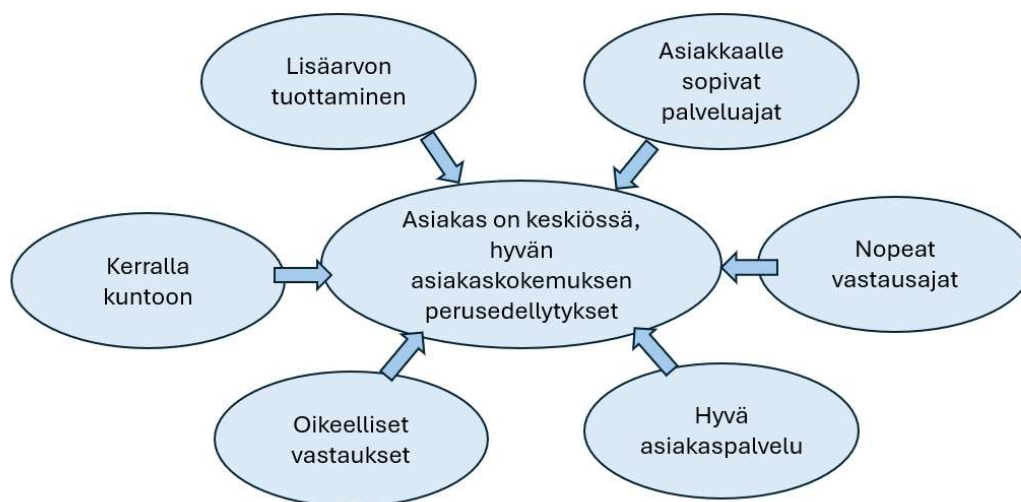 Lisäarvon
tuottaminen
Asiakkaalle
sopivat
palveluajat
Asiakas on keskiössä,
hyvän
asiakaskokemuksen
perusedellytykset
Kerralla
kuntoon
Nopeat
vastausajat
Oikeelliset
vastaukset
Hyvä
asiakaspalvelu